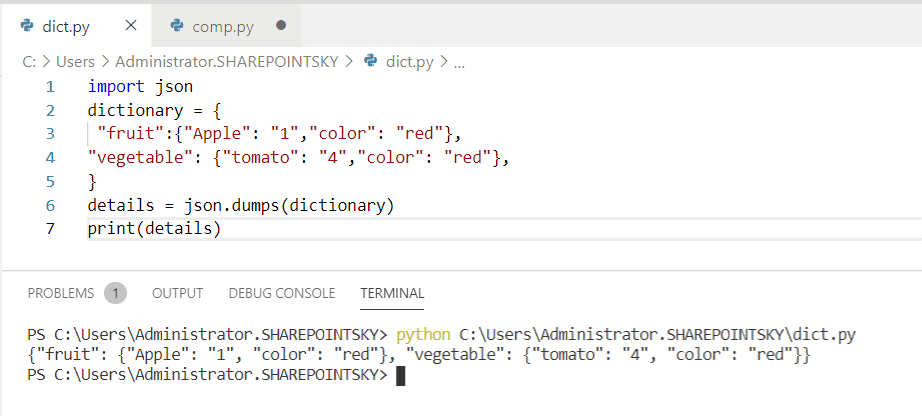 dict.py × comp.py ●
C: > Users > Administrator.SHAREPOINTSKY > dict.py > ...
1 import json
2 dictionary = {
3  "fruit":{"Apple": "1","color": "red"},
4 "vegetable": {"tomato": "4","color": "red"},
5 }
6 details = json.dumps(dictionary)
7 print(details)
PROBLEMS 1 OUTPUT DEBUG CONSOLE TERMINAL
PS C:\Users\Administrator.SHAREPOINTSKY> python C:\Users\Administrator.SHAREPOINTSKY\dict.py
{"fruit": {"Apple": "1", "color": "red"}, "vegetable": {"tomato": "4", "color": "red"}}
PS C:\Users\Administrator.SHAREPOINTSKY>